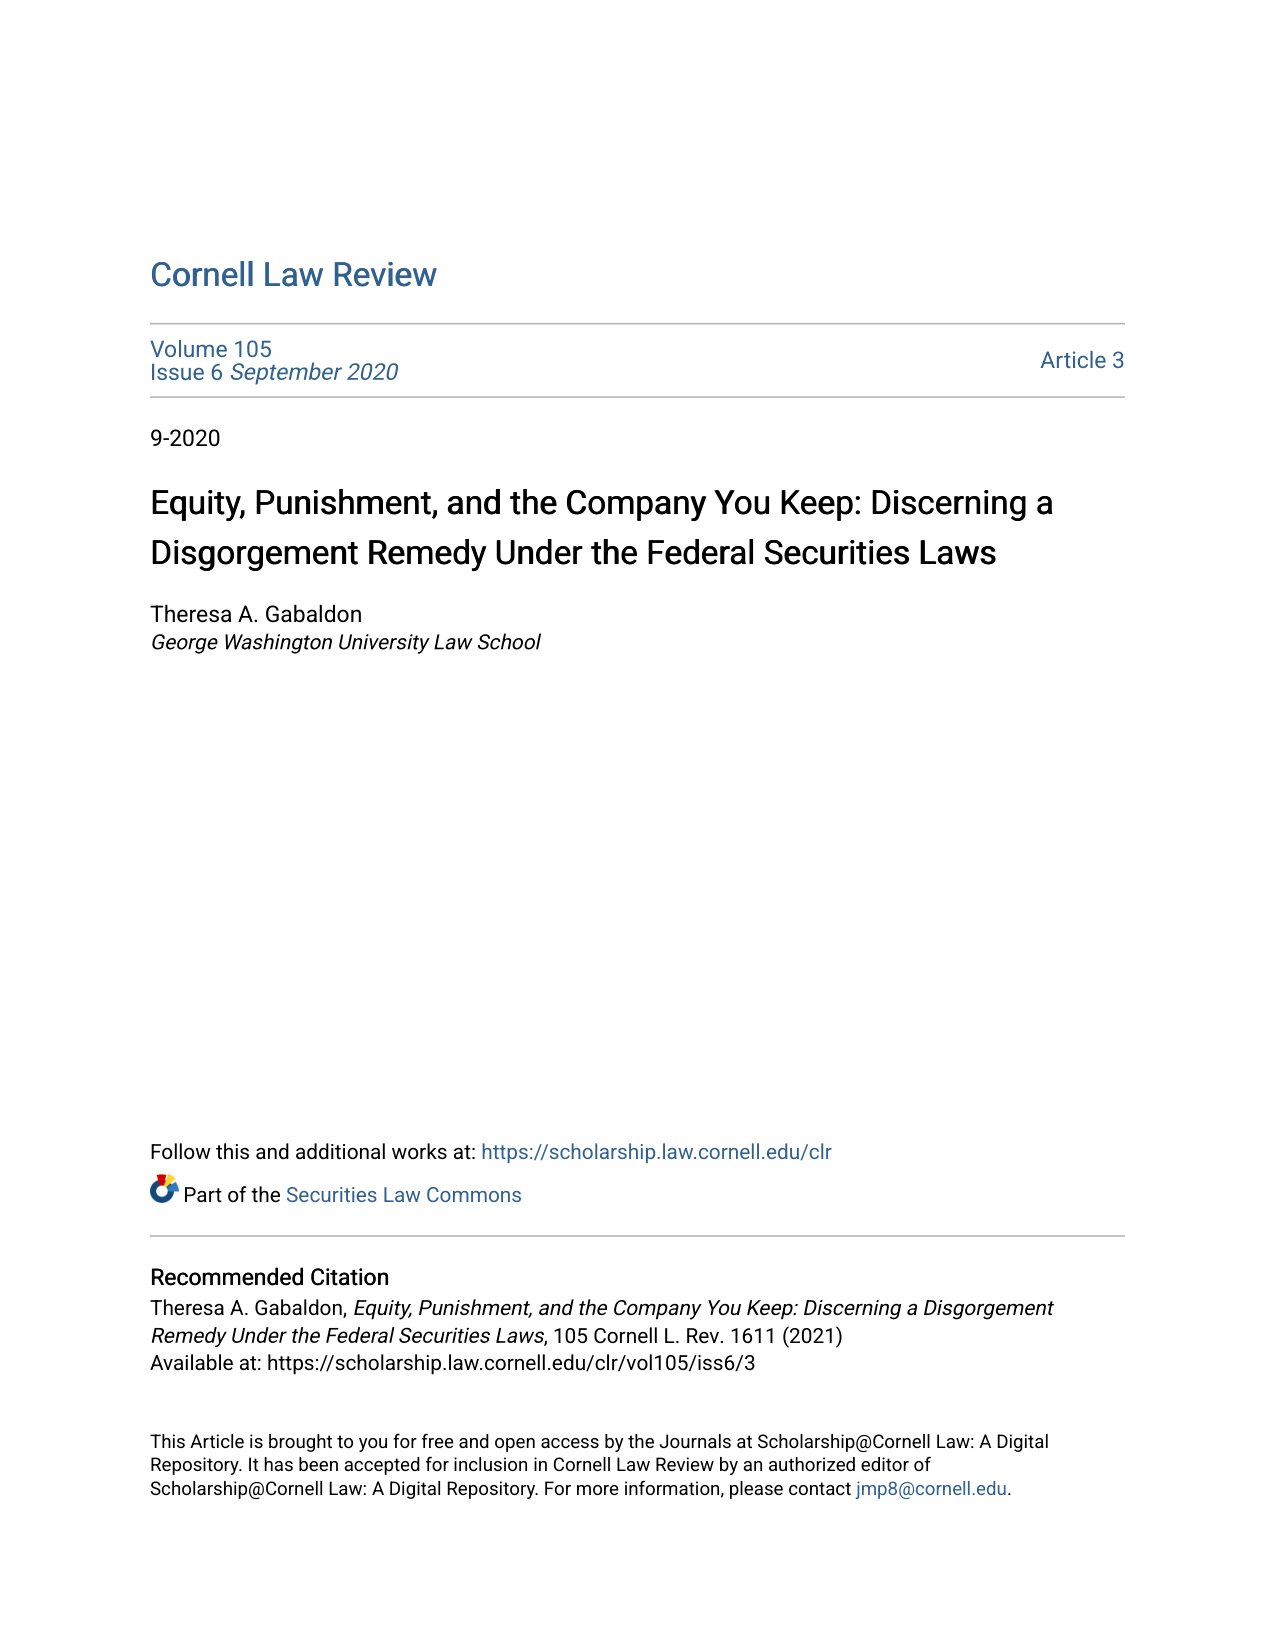 Cornell Law Review
Volume 105
Issue 6 September 2020
Article 3
9-2020
Equity, Punishment, and the Company You Keep: Discerning a
Disgorgement Remedy Under the Federal Securities Laws
Theresa A. Gabaldon
George Washington University Law School
Follow this and additional works at: https://scholarship.law.cornell.edu/clr
Part of the Securities Law Commons
Recommended Citation
Theresa A. Gabaldon, Equity, Punishment, and the Company You Keep: Discerning a Disgorgement
Remedy Under the Federal Securities Laws, 105 Cornell L. Rev. 1611 (2021)
Available at: https://scholarship.law.cornell.edu/clr/vol105/iss6/3
This Article is brought to you for free and open access by the Journals at Scholarship@Cornell Law: A Digital
Repository. It has been accepted for inclusion in Cornell Law Review by an authorized editor of
Scholarship@Cornell Law: A Digital Repository. For more information, please contact jmp8@cornell.edu.